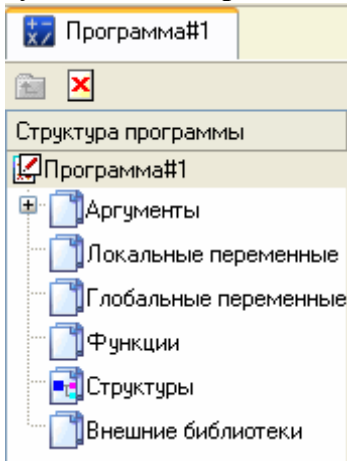 Программа#1
Структура программы
Программа#1
Аргументы
Локальные переменные
Глобальные переменные
Функции
Структуры
Внешние библиотеки